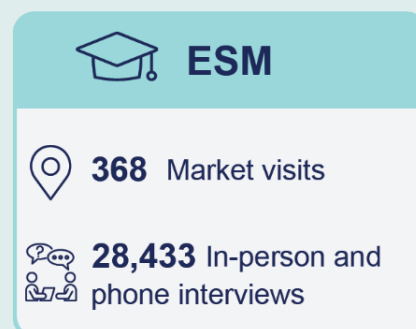 ESM
368 Market visits
28,433 In-person and
phone interviews